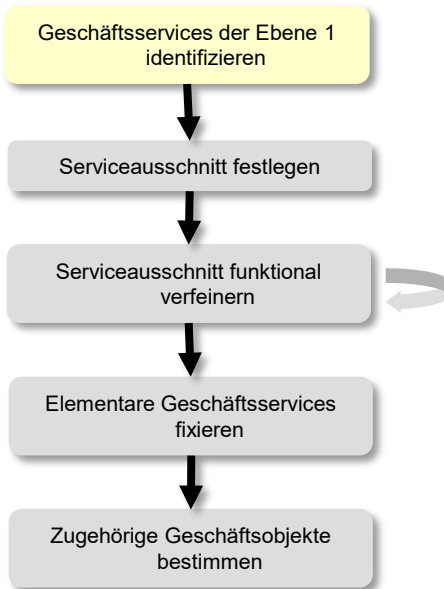 Geschäftsservices der Ebene 1
identifizieren
Serviceausschnitt festlegen
Serviceausschnitt funktional
verfeinern
Elementare Geschäftsservices
fixieren
Zugehörige Geschäftsobjekte
bestimmen